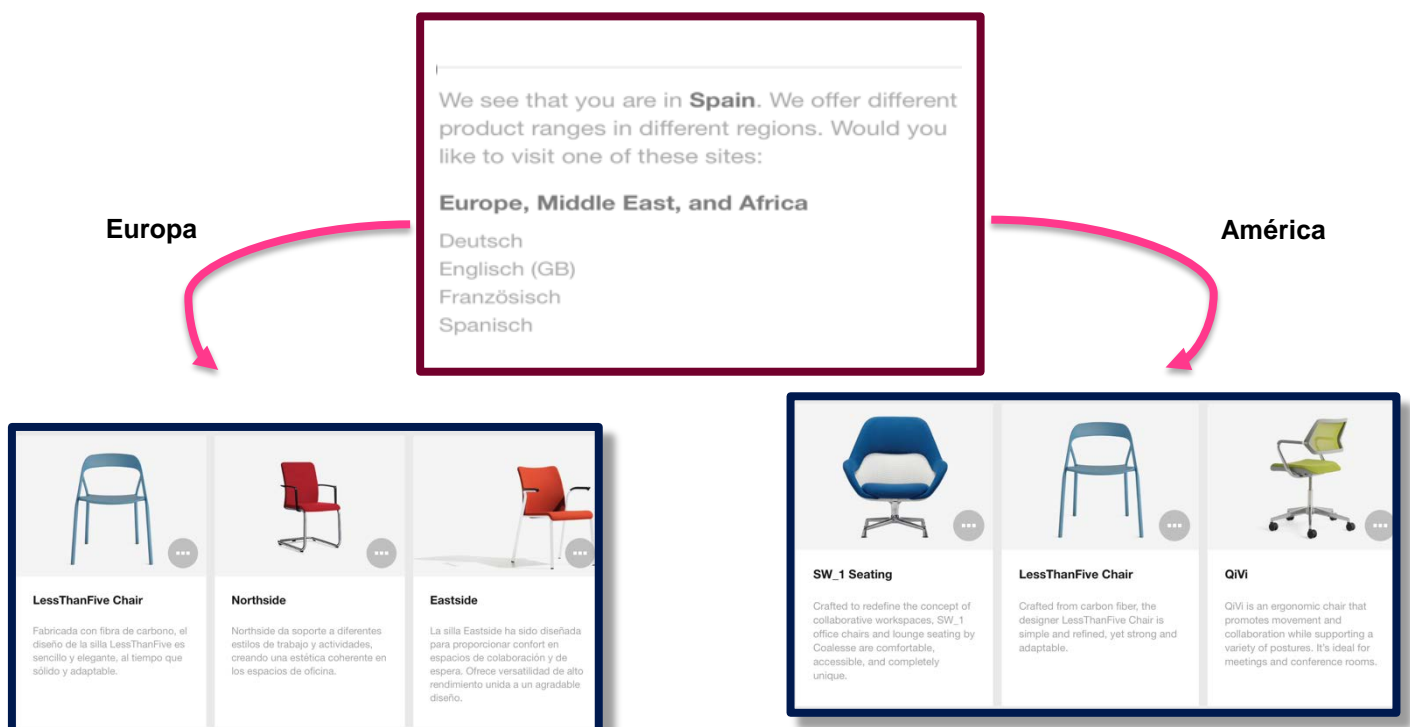 We see that you are in Spain. We offer different
product ranges in different regions. Would you
like to visit one of these sites:
Europe, Middle East, and Africa
Deutsch
Englisch (GB)
Französisch
Spanisch
Europa
América
LessThanFive Chair
Fabricada con fibra de carbono, el
diseño de la silla LessThanFive es
sencillo y elegante, al tiempo que
sólido y adaptable.
Northside
Northside da soporte a diferentes
estilos de trabajo y actividades,
creando una estética coherente en
los espacios de oficina.
Eastside
La silla Eastside ha sido diseñada
para proporcionar confort en
espacios de colaboración y de
espera. Ofrece versatilidad de alto
rendimiento unida a un agradable
diseño.
SW_1 Seating
Crafted to redefine the concept of
collaborative workspaces, SW_1
office chairs and lounge seating by
Coalesse are comfortable,
accessible, and completely
unique.
LessThanFive Chair
Crafted from carbon fiber, the
designer LessThanFive Chair is
simple and refined, yet strong and
adaptable.
QiVi
QiVi is an ergonomic chair that
promotes movement and
collaboration while supporting a
variety of postures. It's ideal for
meetings and conference rooms.